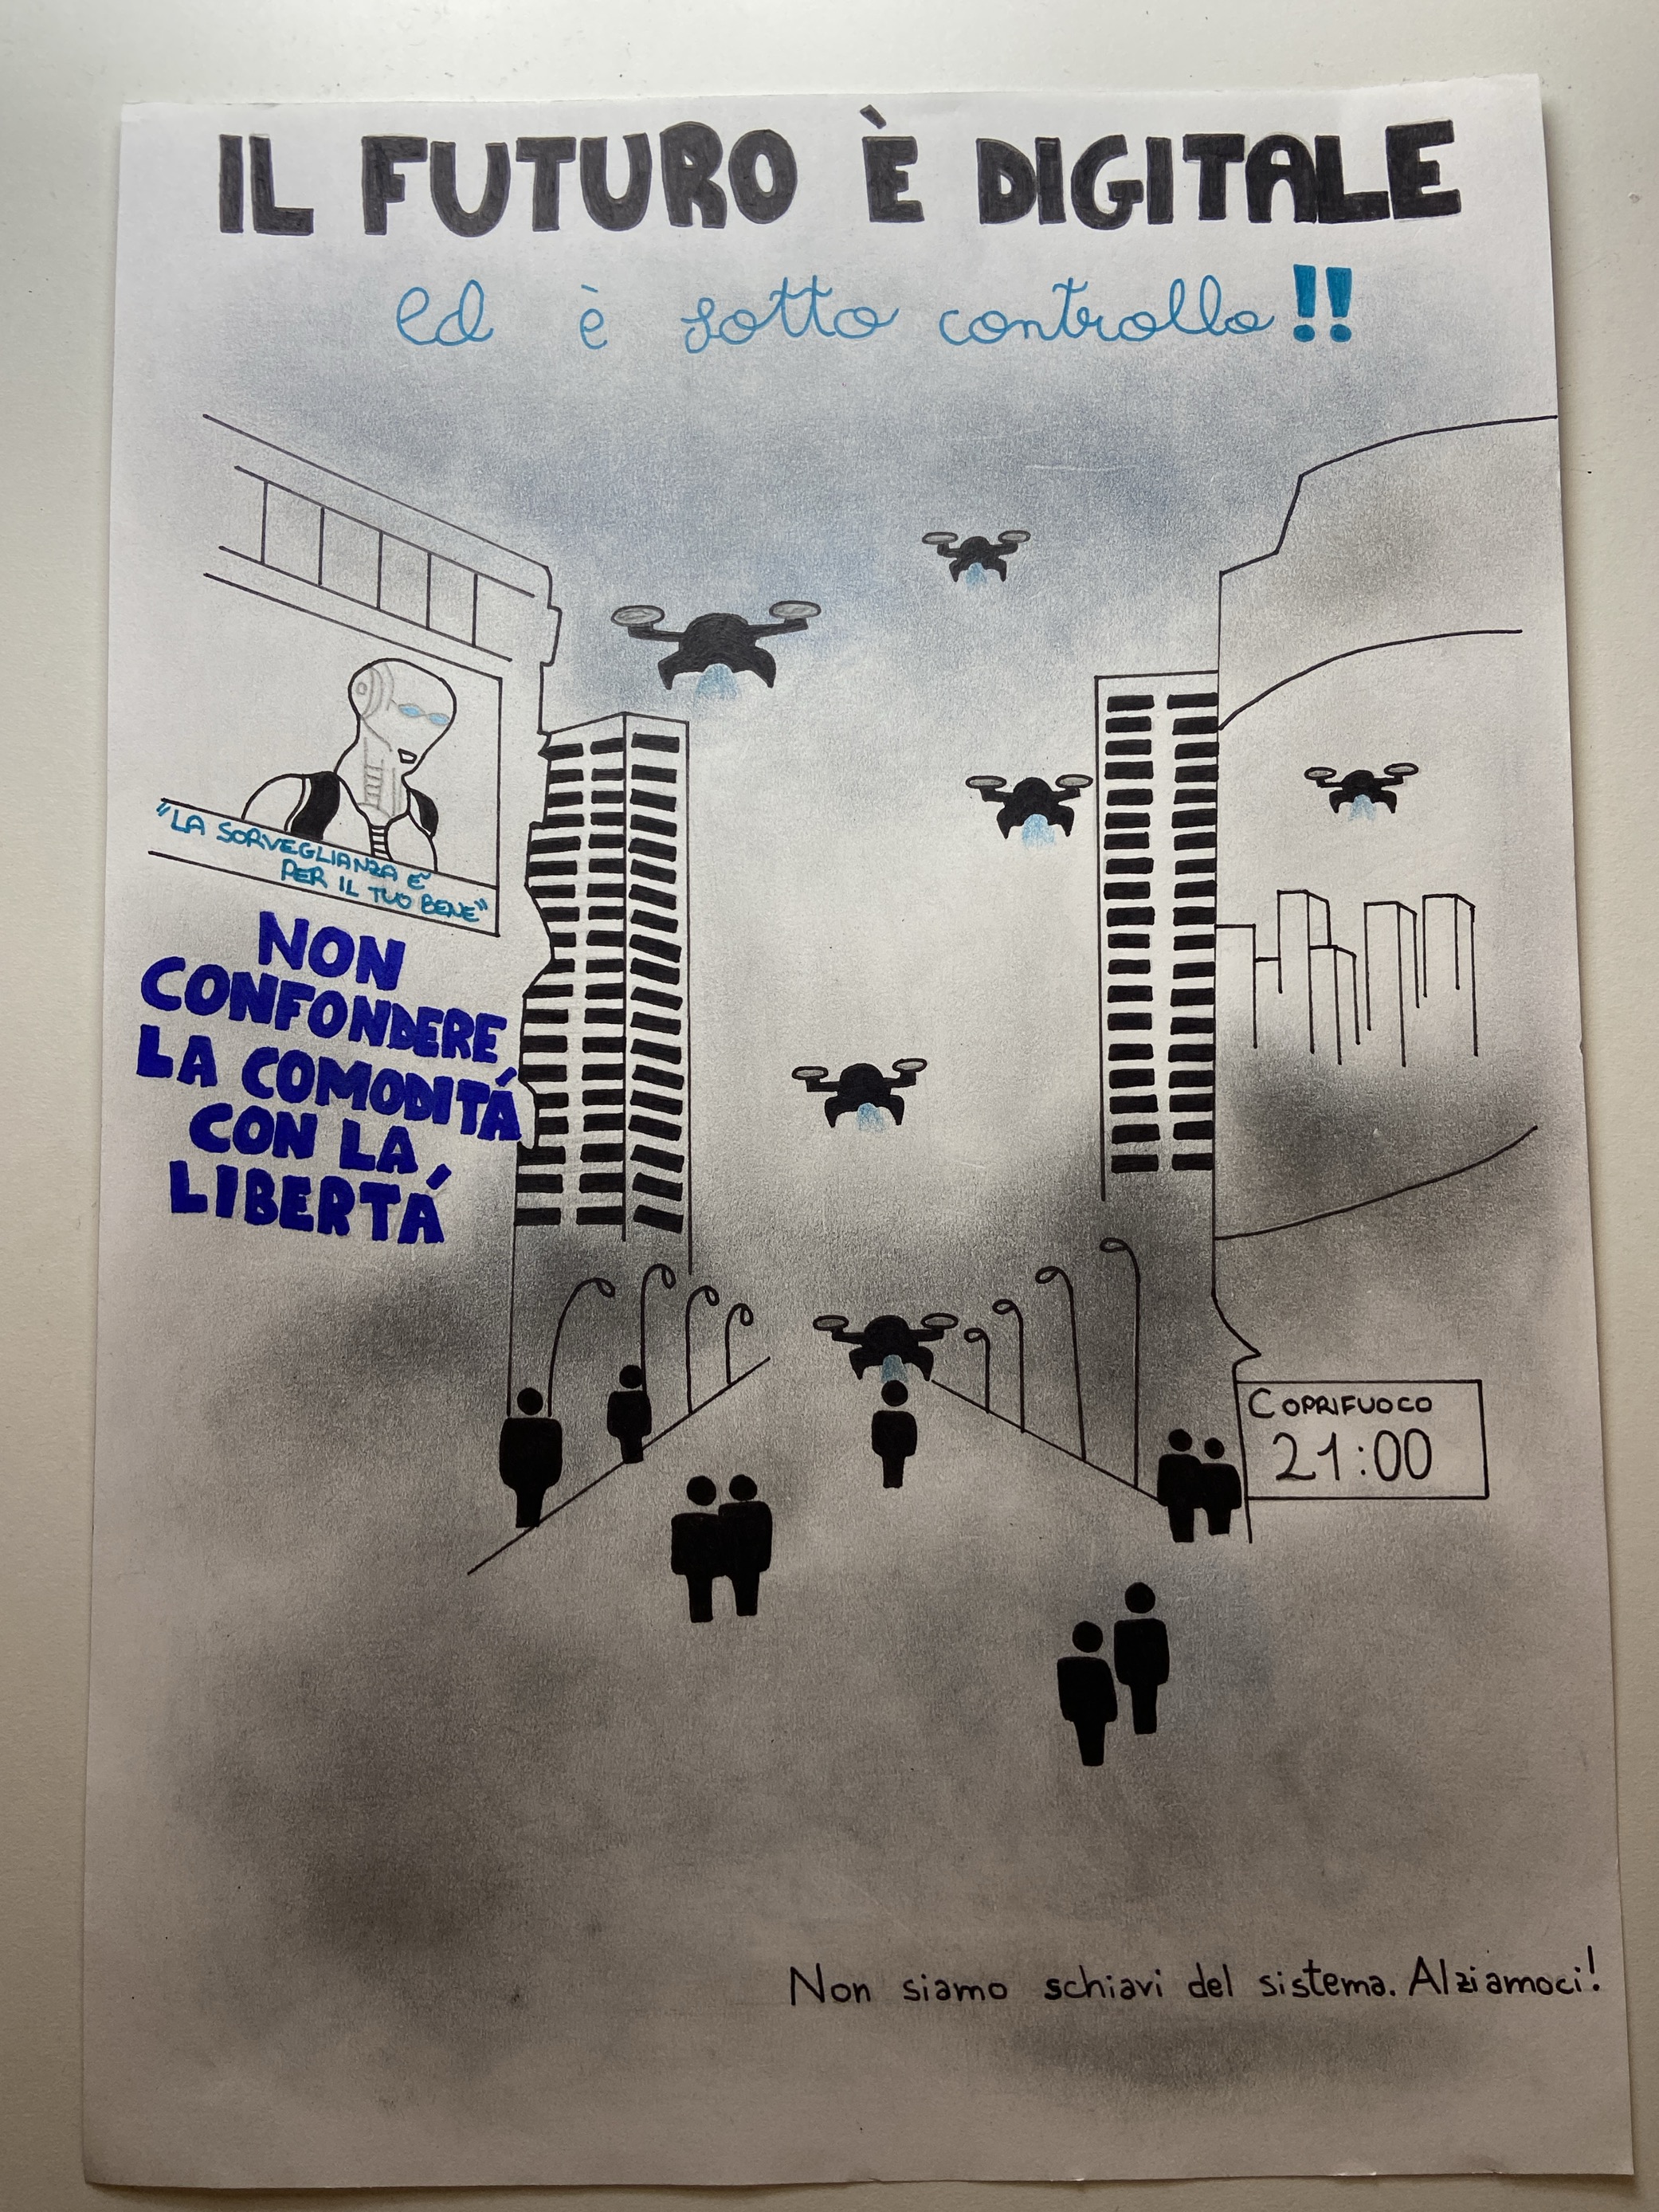 IL FUTURO È DIGITALE
ed è sotto controllo!!
"LA SORVEGLIANZA È
PER IL TUO BENE"
NON
CONFONDERE
LA COMODITÁ
CON LA
LIBERTÁ
COPRIFUOCO
21:00
Non siamo schiavi del sistema. Alziamoci!